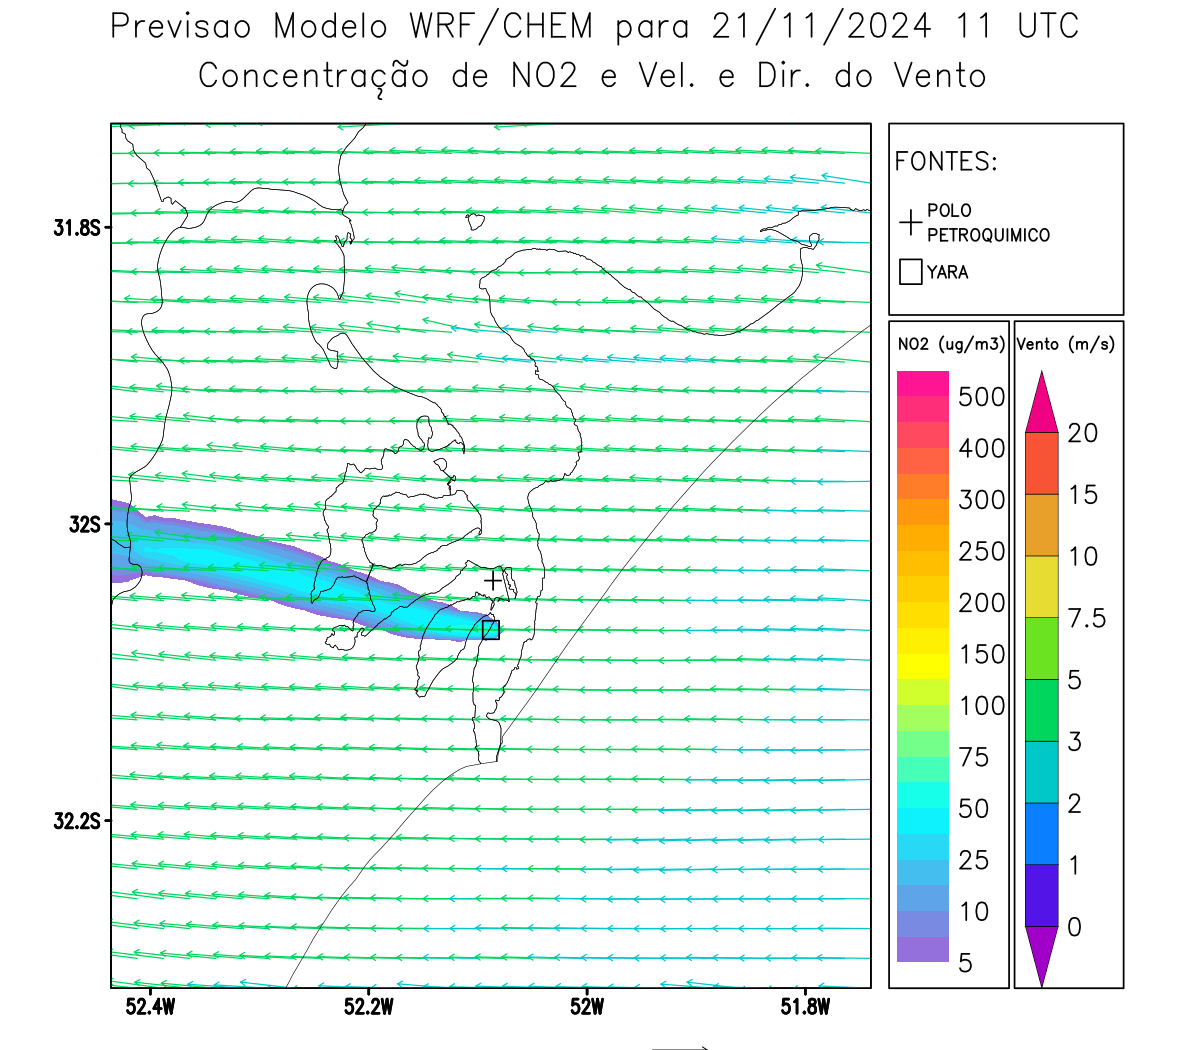 Previsao Modelo WRF/CHEM para 21/11/2024 11 UTC
Concentração de NO2 e Vel. e Dir. do Vento
FONTES:
POLO
PETROQUIMICO
YARA
31.8S
32S
32.2S
52.4W
52.2W
52W
51.8W
NO2 (ug/m3)
500
400
300
250
200
150
100
75
50
25
10
5
Vento (m/s)
20
15
10
7.5
5
3
2
1
0